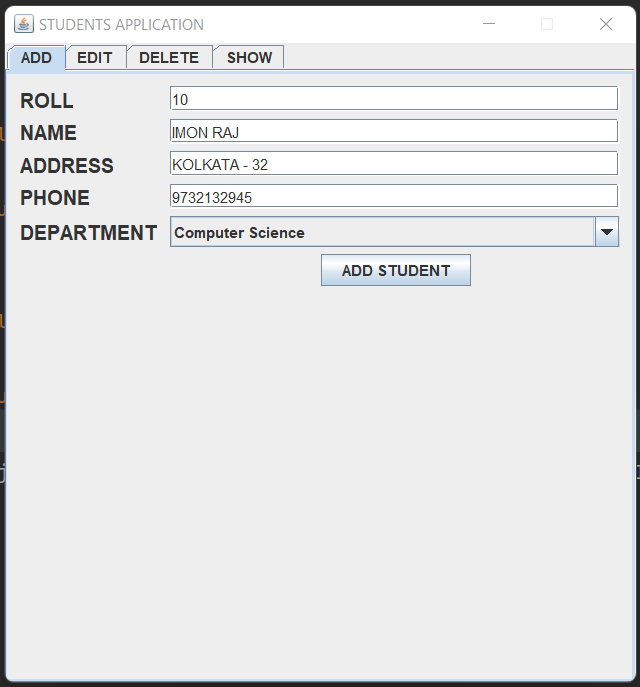 STUDENTS APPLICATION
ADD EDIT DELETE SHOW
ROLL 10
NAME IMON RAJ
ADDRESS KOLKATA - 32
PHONE 9732132945
DEPARTMENT Computer Science
ADD STUDENT